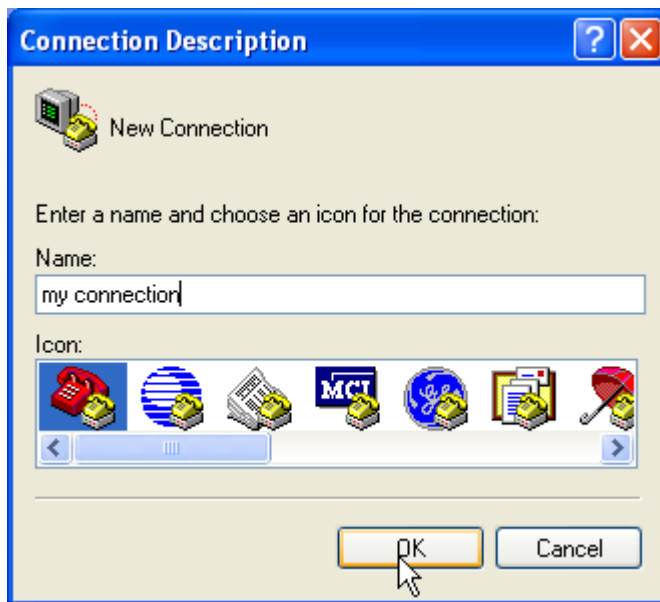 Connection Description
New Connection
Enter a name and choose an icon for the connection:
Name:
my connection
Icon:
MCI
OK Cancel